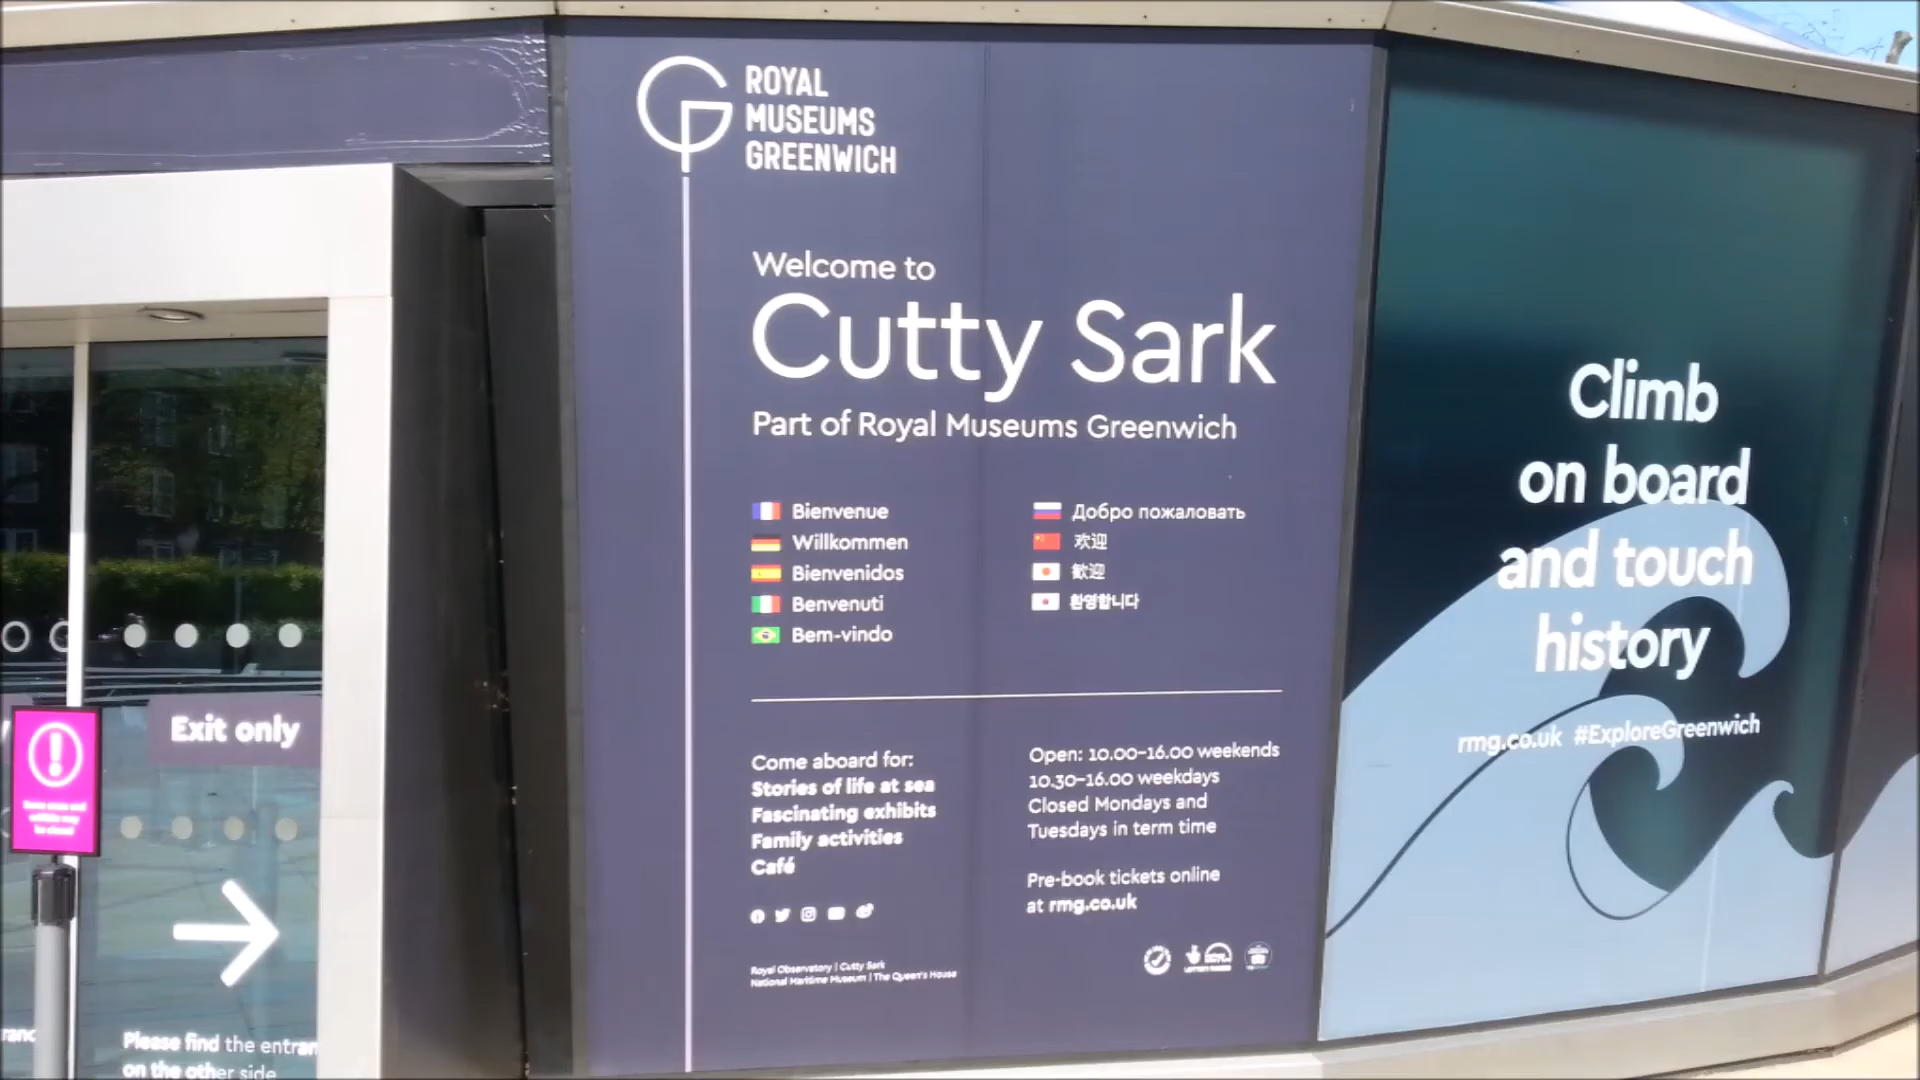 ROYAL
MUSEUMS
GREENWICH
Welcome to
Cutty Sark
Part of Royal Museums Greenwich
Bienvenue
Willkommen
Bienvenidos
Benvenuti
Bem-vindo
Добро пожаловать
欢迎
歓迎
환영합니다
Come aboard for:
Stories of life at sea
Fascinating exhibits
Family activities
Café
Open: 10.00–16.00 weekends
10.30–16.00 weekdays
Closed Mondays and
Tuesdays in term time
Pre-book tickets online
at rmg.co.uk
Royal Observatory | Cutty Sark
National Maritime Museum | The Queen's House
Climb
on board
and touch
history
rmg.co.uk #ExploreGreenwich
Exit only
Please find the entran
on the other side